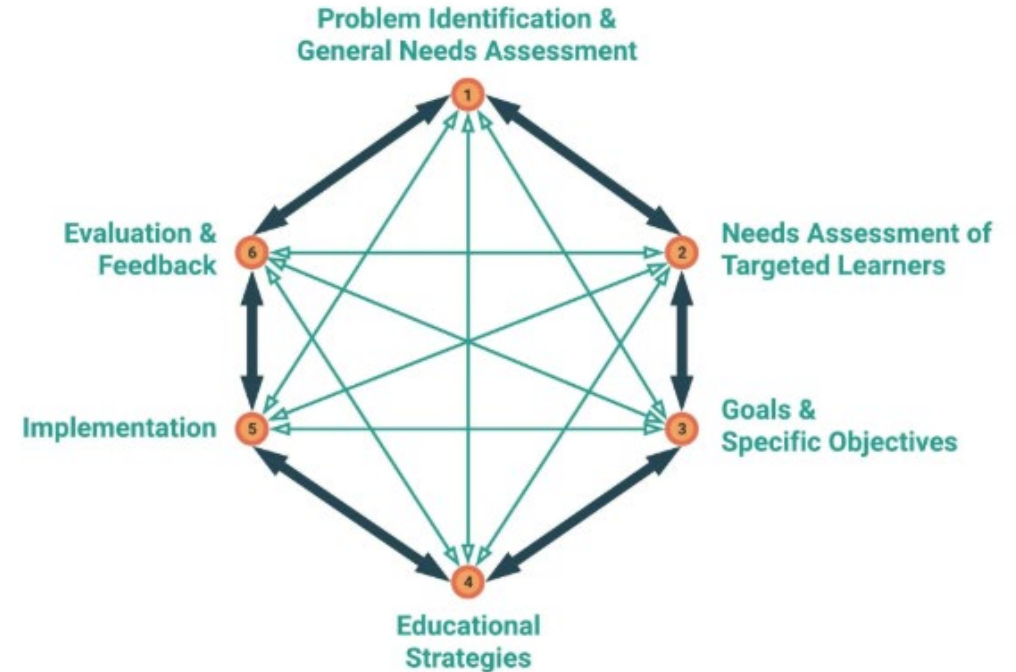 Problem Identification &
General Needs Assessment
1
Evaluation &
Feedback
6
2
Needs Assessment of
Targeted Learners
Implementation
5
3
Goals &
Specific Objectives
4
Educational
Strategies